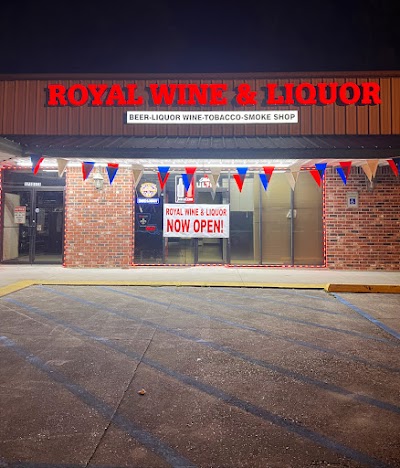 ROYAL WINE & LIQUOR
BEER-LIQUOR WINE-TOBACCO-SMOKE SHOP
ROYAL WINE & LIQUOR
NOW OPEN!